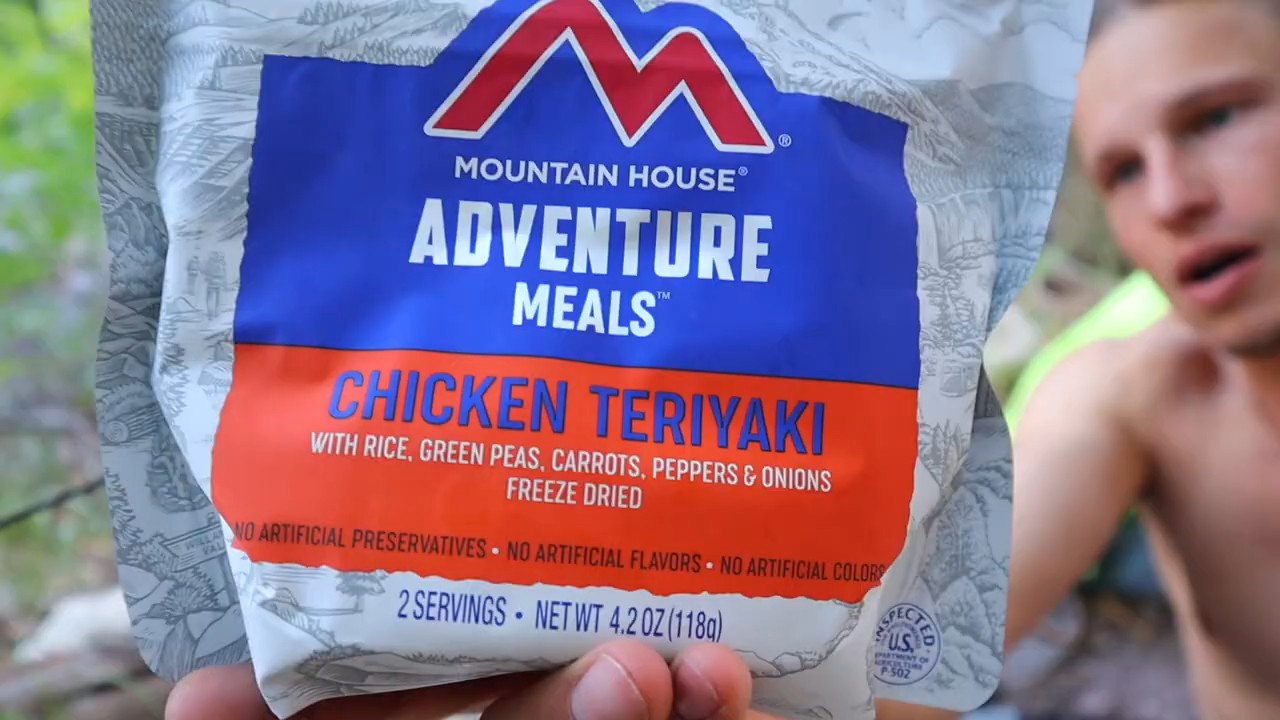 MOUNTAIN HOUSE®
ADVENTURE
MEALS™
CHICKEN TERIYAKI
WITH RICE, GREEN PEAS, CARROTS, PEPPERS & ONIONS
FREEZE DRIED
NO ARTIFICIAL PRESERVATIVES • NO ARTIFICIAL FLAVORS • NO ARTIFICIAL COLORS
2 SERVINGS • NET WT 4.2 OZ (118g)
INSPECTED
U.S.
DEPARTMENT OF
AGRICULTURE
P-502